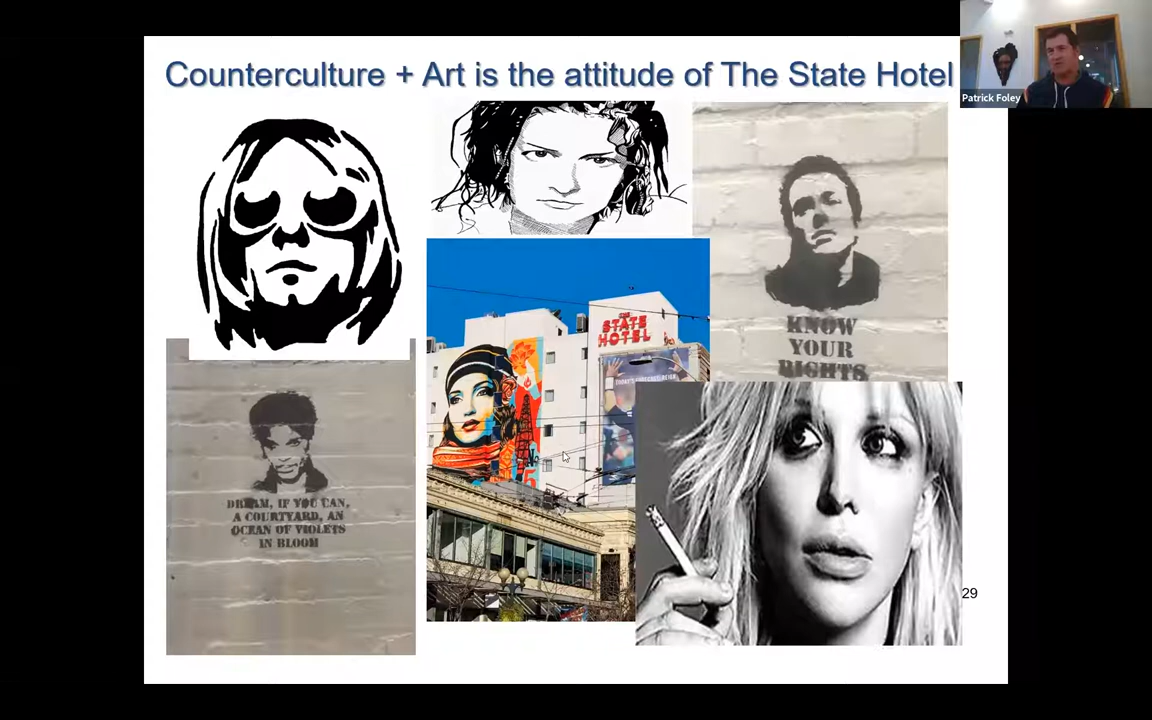 Counterculture + Art is the attitude of The State Hotel
Patrick Foley
KNOW
YOUR
RIGHTS
THE
STATE
HOTEL
DREAM, IF YOU CAN,
A COURTYARD, AN
OCEAN OF VIOLETS
IN BLOOM
29